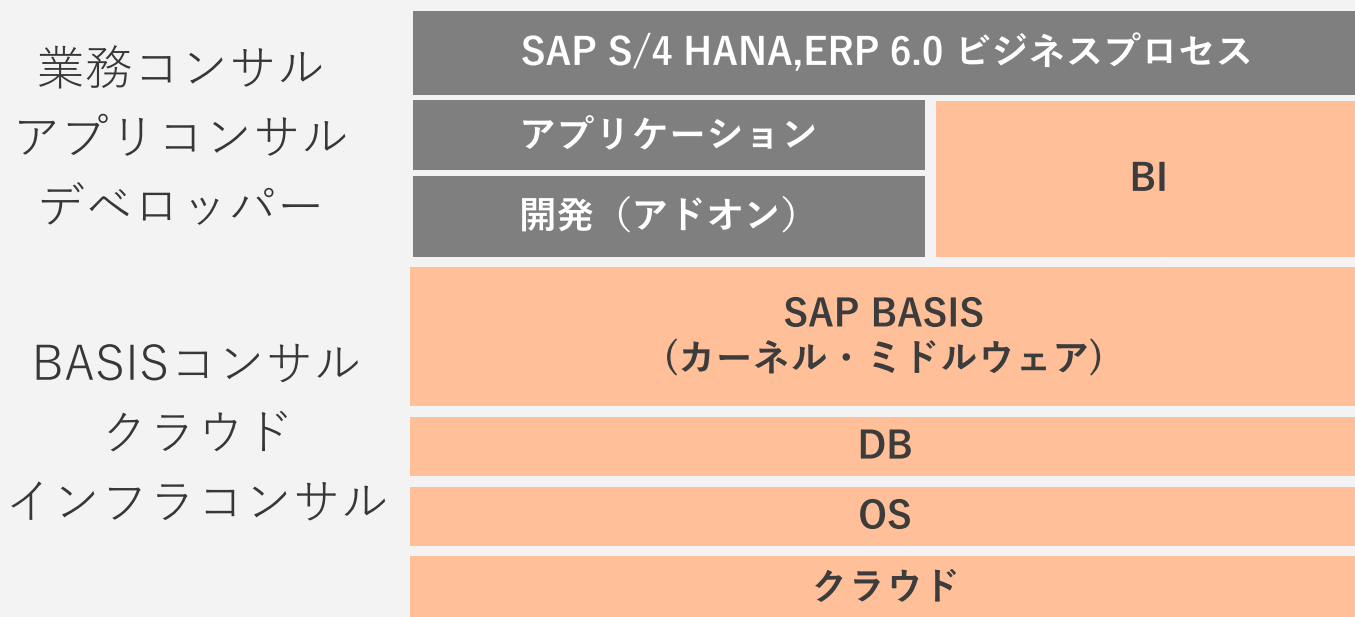 業務コンサル
アプリコンサル
デベロッパー
SAP S/4 HANA,ERP 6.0 ビジネスプロセス
アプリケーション
開発（アドオン）
BI
BASISコンサル
クラウド
インフラコンサル
SAP BASIS
（カーネル・ミドルウェア）
DB
OS
クラウド